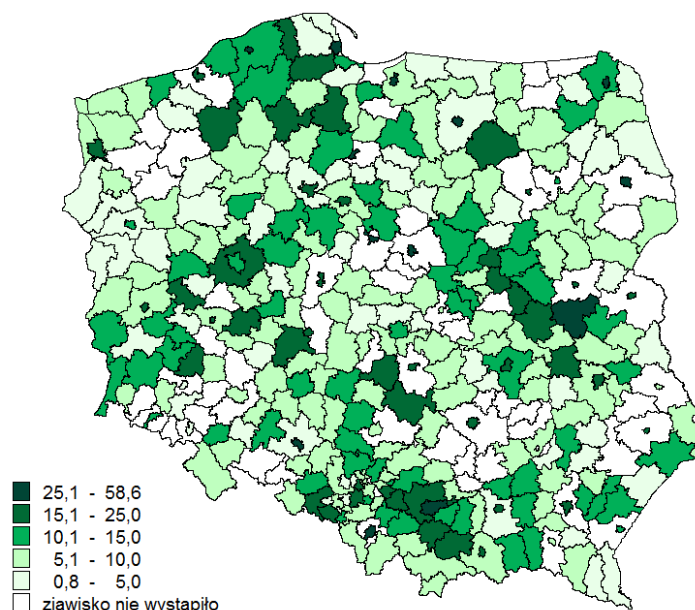 25,1 - 58,6
15,1 - 25,0
10,1 - 15,0
5,1 - 10,0
0,8 - 5,0
zjawisko nie wystąpiło